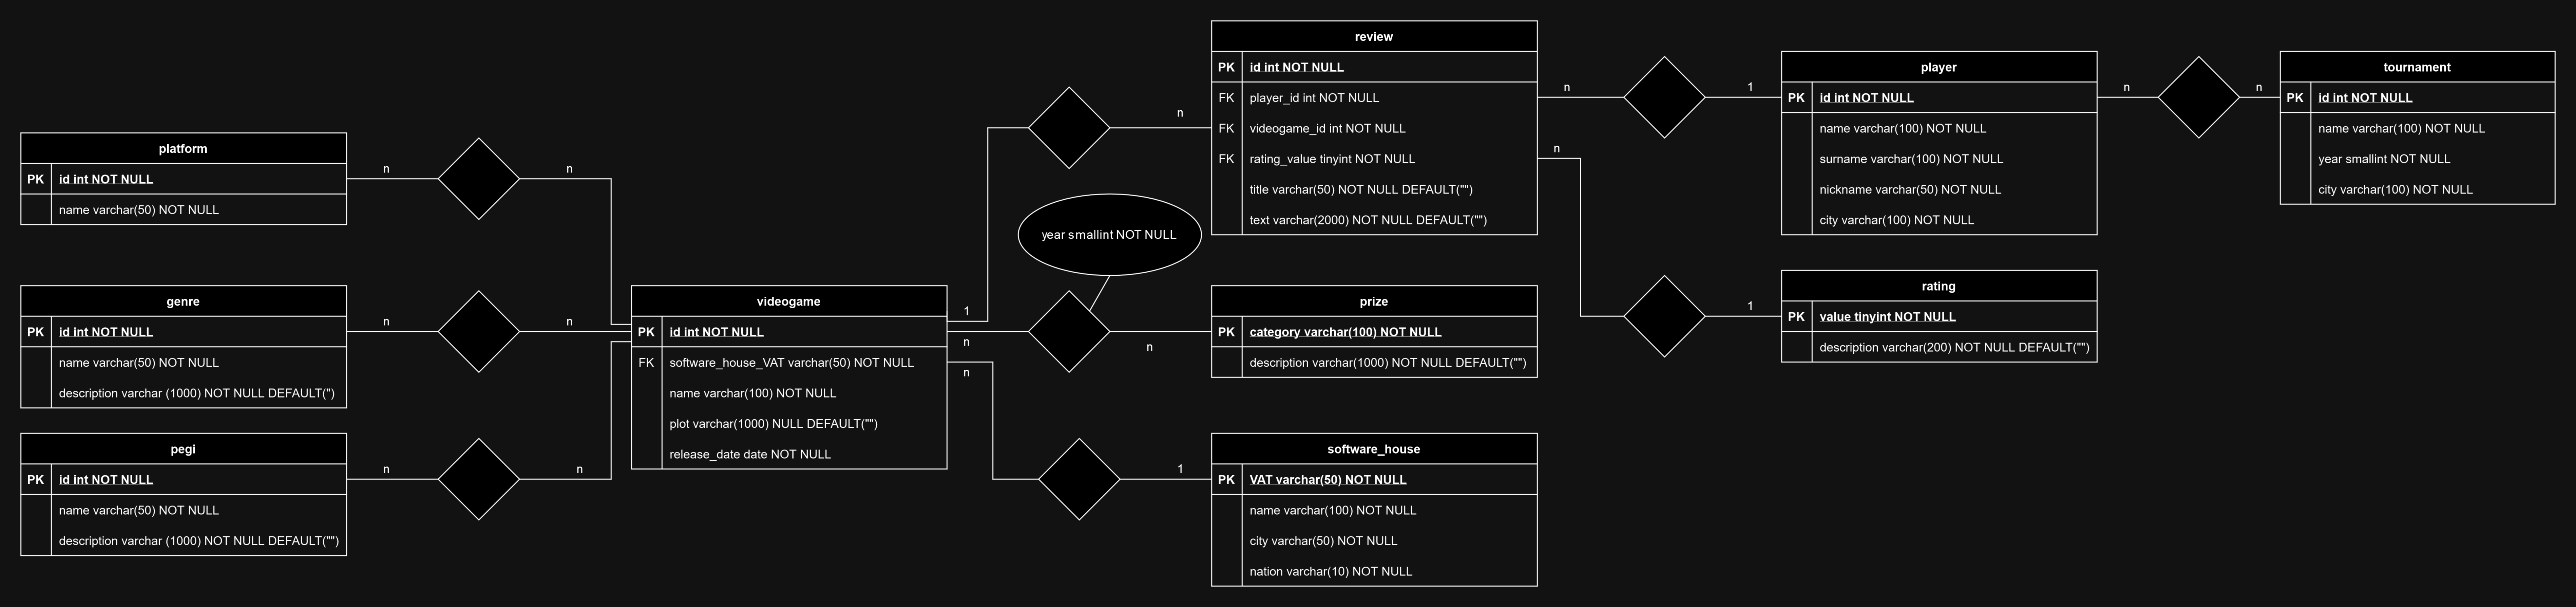 platform
PK id int NOT NULL
name varchar(50) NOT NULL
n
n
genre
PK id int NOT NULL
name varchar(50) NOT NULL
description varchar (1000) NOT NULL DEFAULT(")
n
n
pegi
PK id int NOT NULL
name varchar(50) NOT NULL
description varchar (1000) NOT NULL DEFAULT("")
n
n
videogame
PK id int NOT NULL
FK software_house_VAT varchar(50) NOT NULL
name varchar(100) NOT NULL
plot varchar(1000) NULL DEFAULT("")
release_date date NOT NULL
1
n
n
n
year smallint NOT NULL
n
1
review
PK id int NOT NULL
FK player_id int NOT NULL
FK videogame_id int NOT NULL
FK rating_value tinyint NOT NULL
title varchar(50) NOT NULL DEFAULT("")
text varchar(2000) NOT NULL DEFAULT("")
prize
PK category varchar(100) NOT NULL
description varchar(1000) NOT NULL DEFAULT("")
software_house
PK VAT varchar(50) NOT NULL
name varchar(100) NOT NULL
city varchar(50) NOT NULL
nation varchar(10) NOT NULL
n
1
n
1
player
PK id int NOT NULL
name varchar(100) NOT NULL
surname varchar(100) NOT NULL
nickname varchar(50) NOT NULL
city varchar(100) NOT NULL
rating
PK value tinyint NOT NULL
description varchar(200) NOT NULL DEFAULT("")
n
n
tournament
PK id int NOT NULL
name varchar(100) NOT NULL
year smallint NOT NULL
city varchar(100) NOT NULL